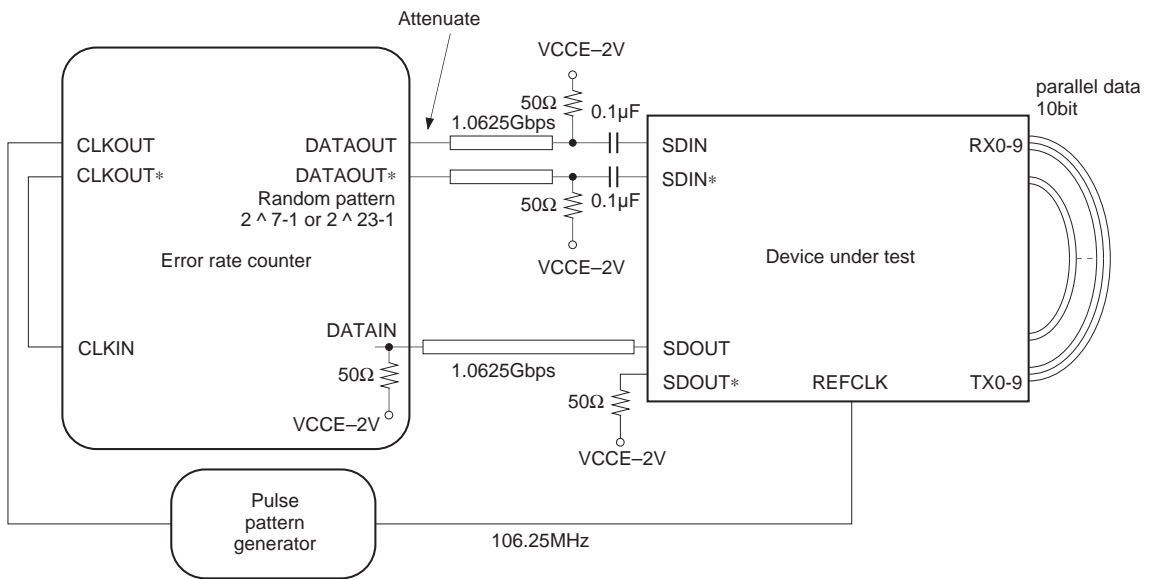 Attenuate
VCCE–2V
50Ω
0.1µF
1.0625Gbps
parallel data
10bit
CLKOUT
DATAOUT
SDIN
RX0-9
CLKOUT*
DATAOUT*
SDIN*
Random pattern
2 ^ 7-1 or 2 ^ 23-1
50Ω
0.1µF
VCCE–2V
Error rate counter
Device under test
DATAIN
CLKIN
SDOUT
50Ω
1.0625Gbps
SDOUT*
REFCLK
TX0-9
50Ω
VCCE–2V
VCCE–2V
Pulse
pattern
generator
106.25MHz